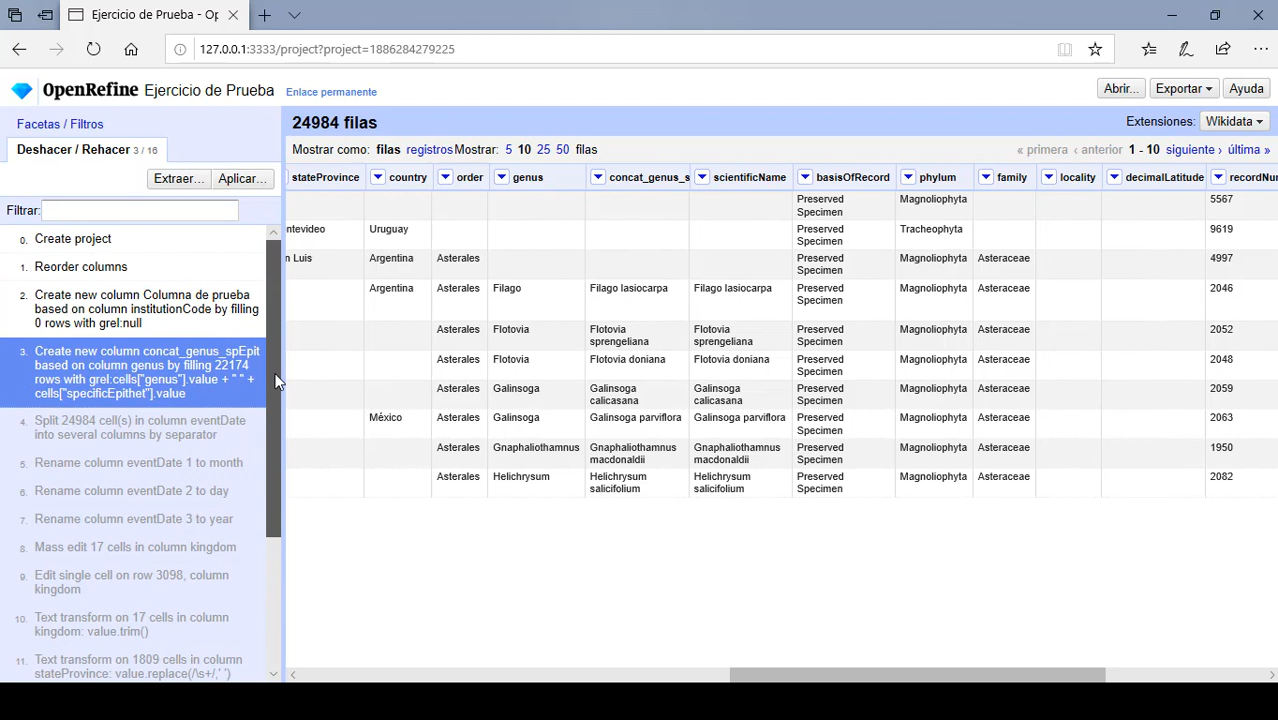 Ejercicio de Prueba - Op
127.0.0.1:3333/project?project=1886284279225
OpenRefine Ejercicio de Prueba Enlace permanente
Abrir... Exportar Ayuda
Facetas / Filtros
Deshacer / Rehacer 3 / 16
Extraer... Aplicar...
Filtrar:
0. Create project
1. Reorder columns
2. Create new column Columna de prueba
based on column institutionCode by filling
0 rows with grel:null
3. Create new column concat_genus_spEpit
based on column genus by filling 22174
rows with grel:cells["genus"].value + " " +
cells["specificEpithet"].value
4. Split 24984 cell(s) in column eventDate
into several columns by separator
5. Rename column eventDate 1 to month
6. Rename column eventDate 2 to day
7. Rename column eventDate 3 to year
8. Mass edit 17 cells in column kingdom
9. Edit single cell on row 3098, column
kingdom
10. Text transform on 17 cells in column
kingdom: value.trim()
11. Text transform on 1809 cells in column
stateProvince: value.replace(/\s+/,' ')
24984 filas
Extensiones: Wikidata
Mostrar como: filas registros Mostrar: 5 10 25 50 filas
« primera ‹ anterior 1 - 10 siguiente › última »
stateProvince country order genus concat_genus_s scientificName basisOfRecord phylum family locality decimalLatitude recordNur
Preserved Specimen Magnoliophyta 5567
ntevideo Uruguay Preserved Specimen Tracheophyta 9619
n Luis Argentina Asterales Preserved Specimen Magnoliophyta Asteraceae 4997
Argentina Asterales Filago Filago lasiocarpa Filago lasiocarpa Preserved Specimen Magnoliophyta Asteraceae 2046
Asterales Flotovia Flotovia sprengeliana Flotovia sprengeliana Preserved Specimen Magnoliophyta Asteraceae 2052
Asterales Flotovia Flotovia doniana Flotovia doniana Preserved Specimen Magnoliophyta Asteraceae 2048
Asterales Galinsoga Galinsoga calicasana Galinsoga calicasana Preserved Specimen Magnoliophyta Asteraceae 2059
México Asterales Galinsoga Galinsoga parviflora Galinsoga parviflora Preserved Specimen Magnoliophyta Asteraceae 2063
Asterales Gnaphaliothamnus Gnaphaliothamnus macdonaldii Gnaphaliothamnus macdonaldii Preserved Specimen Magnoliophyta Asteraceae 1950
Asterales Helichrysum Helichrysum salicifolium Helichrysum salicifolium Preserved Specimen Magnoliophyta Asteraceae 2082